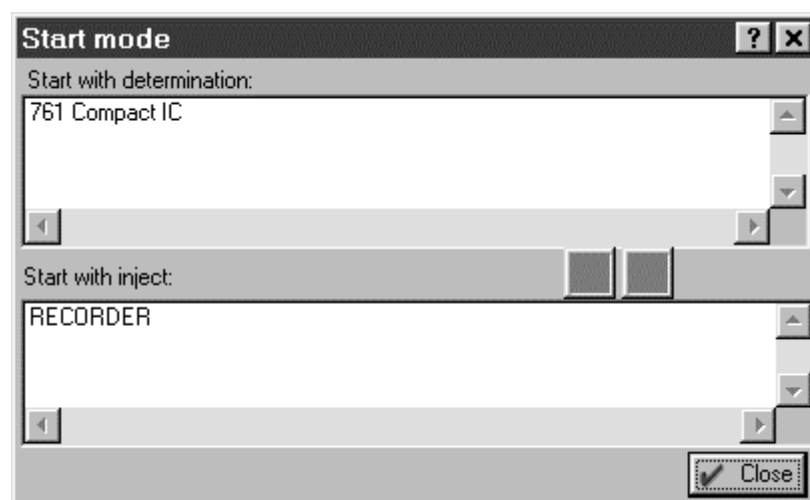 Start mode
Start with determination:
761 Compact IC
Start with inject:
RECORDER
Close